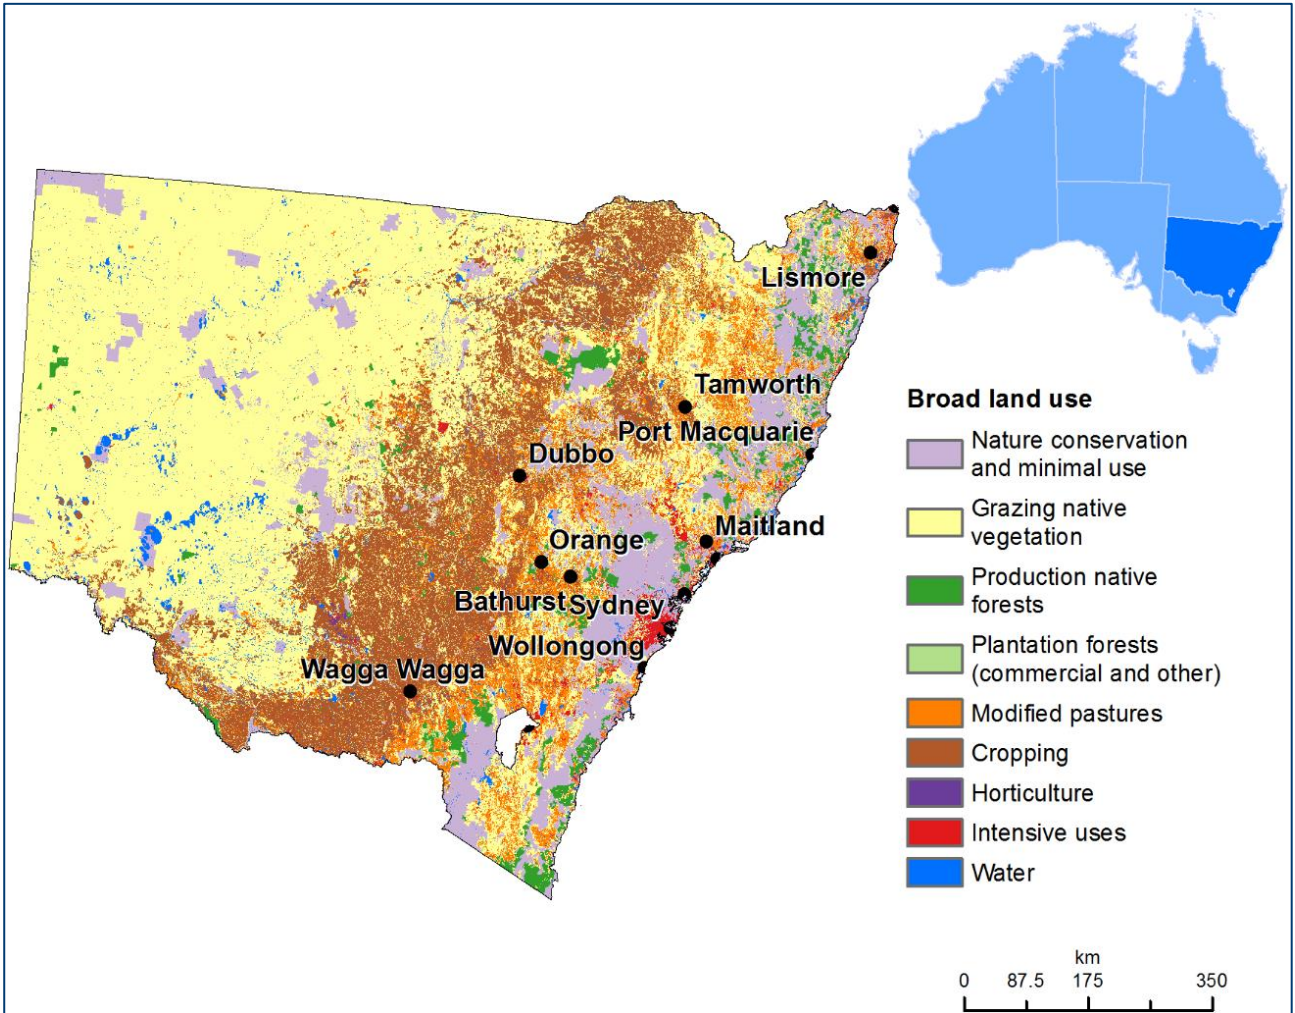 Lismore
Tamworth
Port Macquarie
Dubbo
Maitland
Orange
Bathurst
Sydney
Wollongong
Wagga Wagga
Broad land use
Nature conservation
and minimal use
Grazing native
vegetation
Production native
forests
Plantation forests
(commercial and other)
Modified pastures
Cropping
Horticulture
Intensive uses
Water
km
0 87.5 175 350